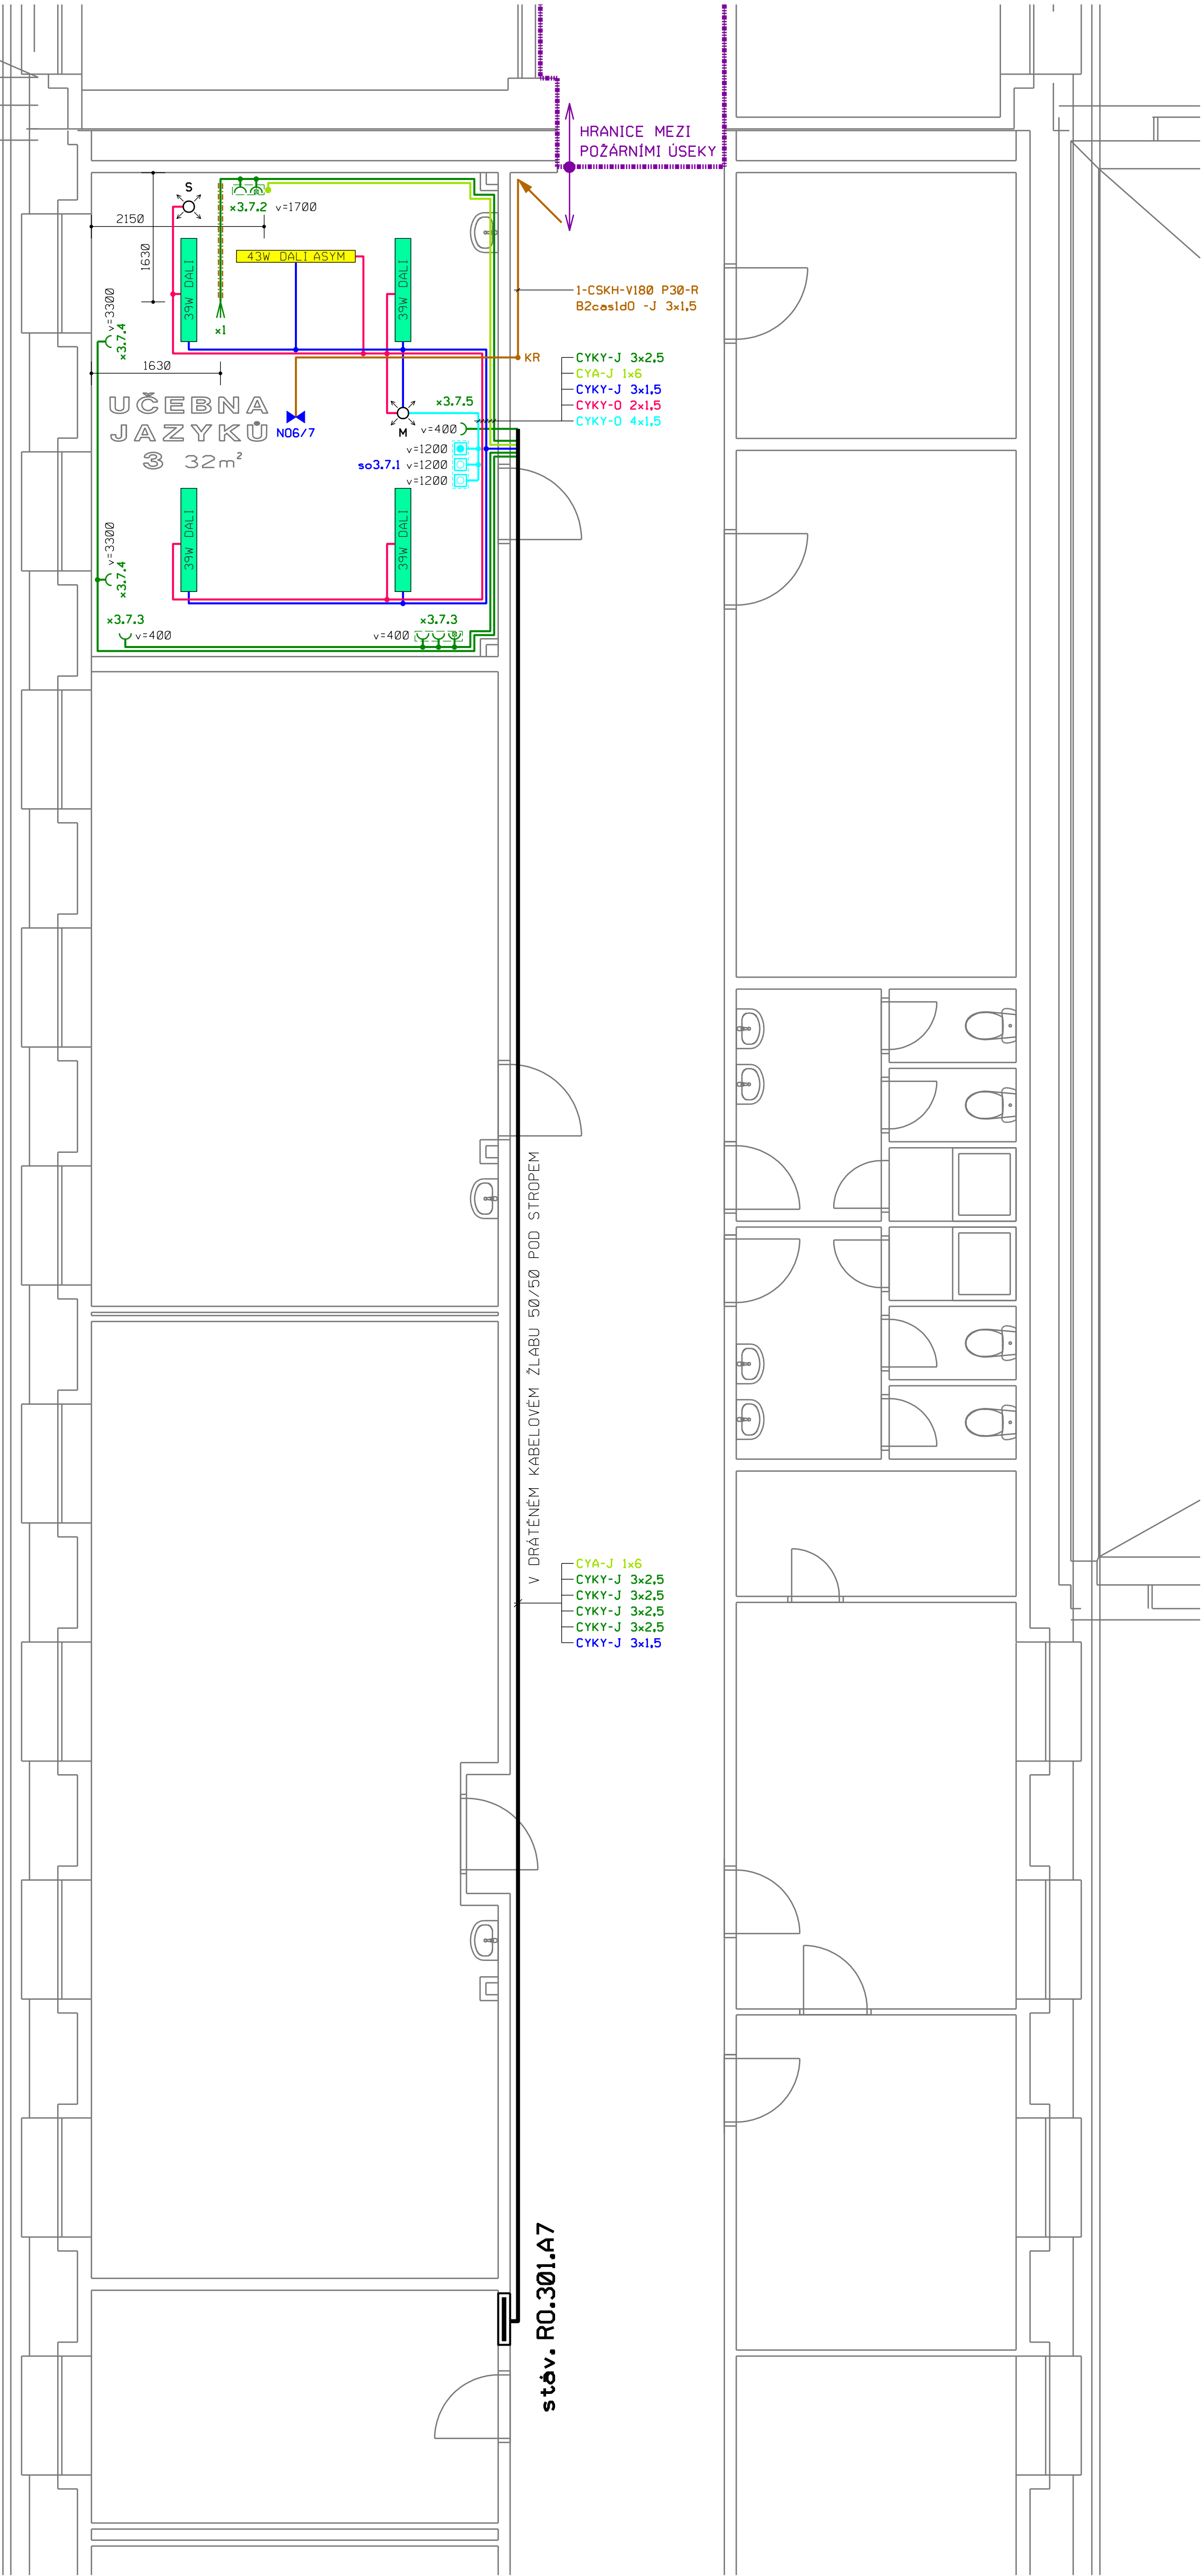 HRANICE MEZI
POŽÁRNÍMI ÚSEKY
S
x3.7.2 v=1700
2150
1630
43W DALI ASYM
39W DALI
39W DALI
v=3300
x3.7.4
x1
1-CSKH-V180 P30-R
B2cas1d0 -J 3x1,5
KR
1630
CYKY-J 3x2,5
CYA-J 1x6
CYKY-J 3x1,5
CYKY-O 2x1,5
CYKY-O 4x1,5
UČEBNA
JAZYKŮ
3 32m²
NO6/7
M
x3.7.5
v=400
v=1200
so3.7.1 v=1200
v=1200
39W DALI
39W DALI
v=3300
x3.7.4
x3.7.3
v=400
x3.7.3
v=400
V DRÁTĚNÉM KABELOVÉM ŽLABU 50/50 POD STROPEM
CYA-J 1x6
CYKY-J 3x2,5
CYKY-J 3x2,5
CYKY-J 3x2,5
CYKY-J 3x2,5
CYKY-J 3x1,5
stáv. RO.301.A7